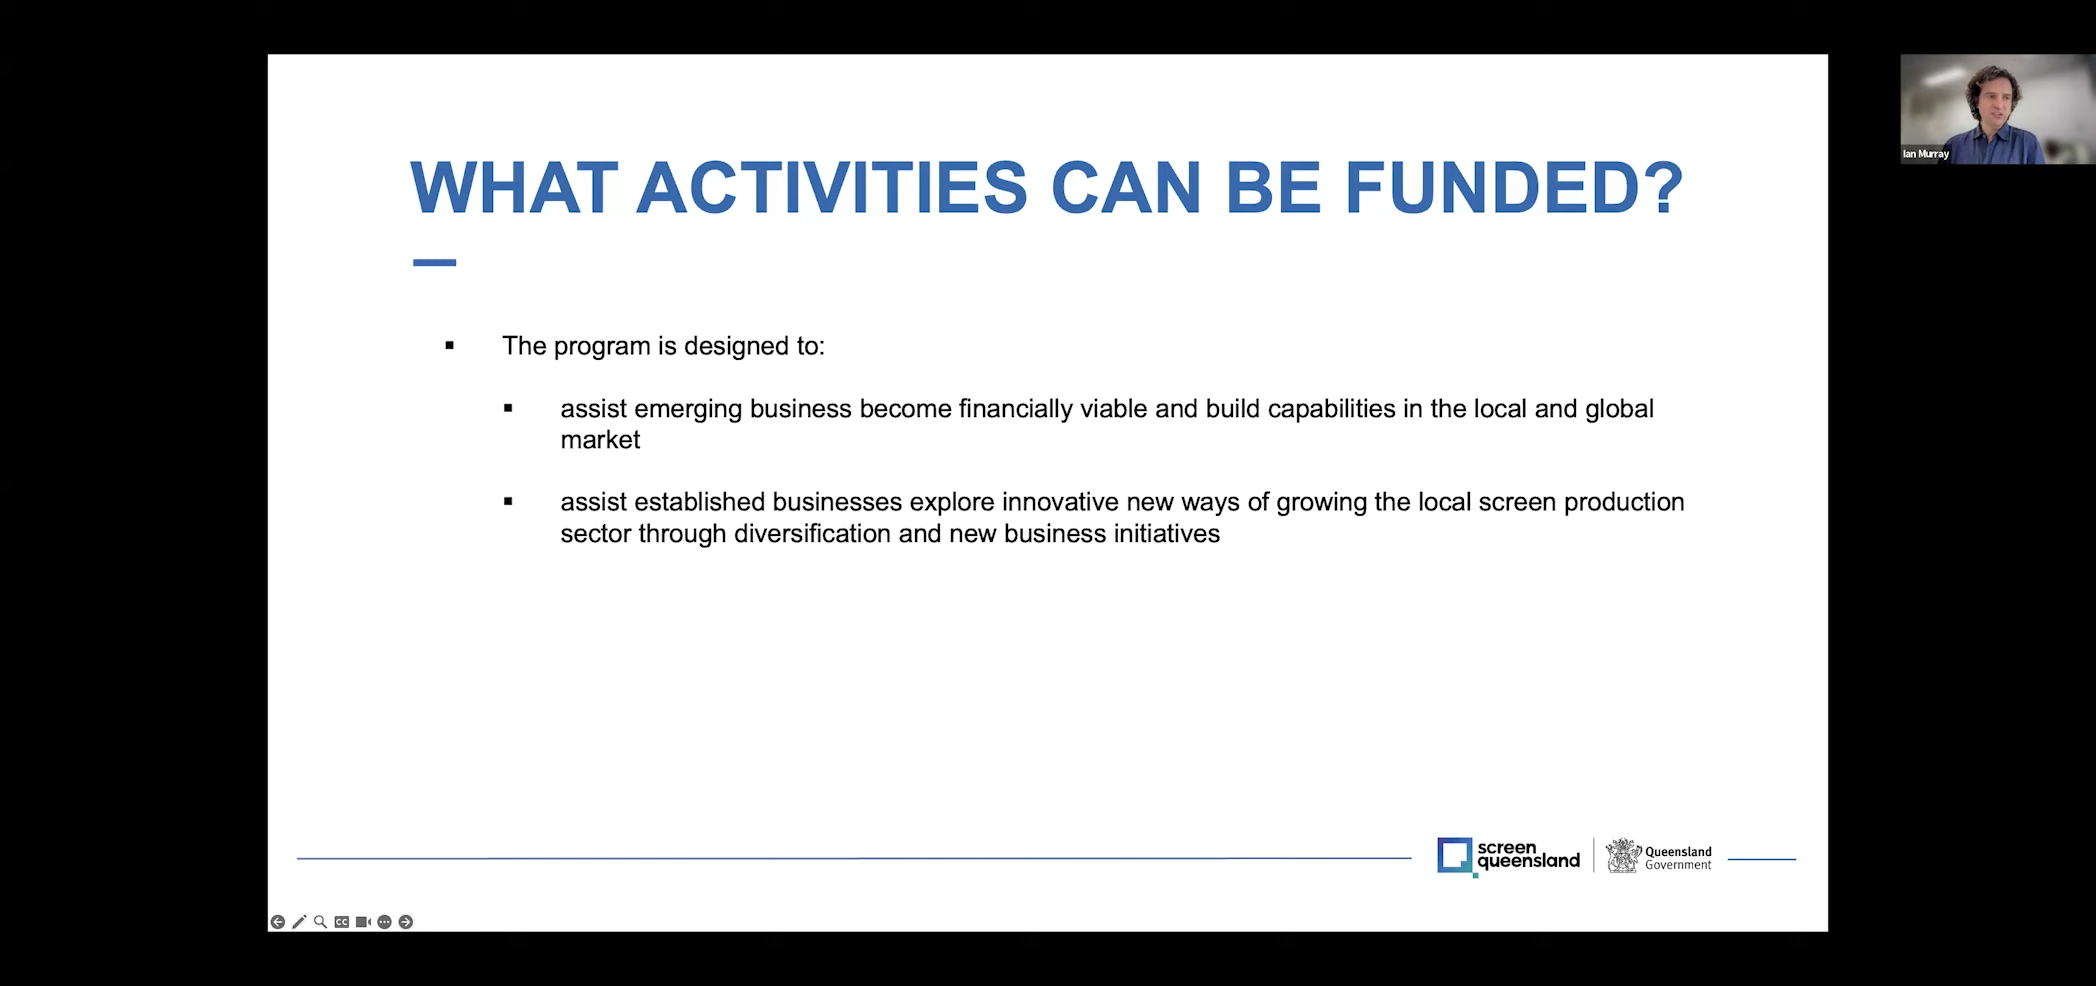 WHAT ACTIVITIES CAN BE FUNDED?
Ian Murray
The program is designed to:
assist emerging business become financially viable and build capabilities in the local and global
market
assist established businesses explore innovative new ways of growing the local screen production
sector through diversification and new business initiatives
screen
queensland
Queensland
Government
CC